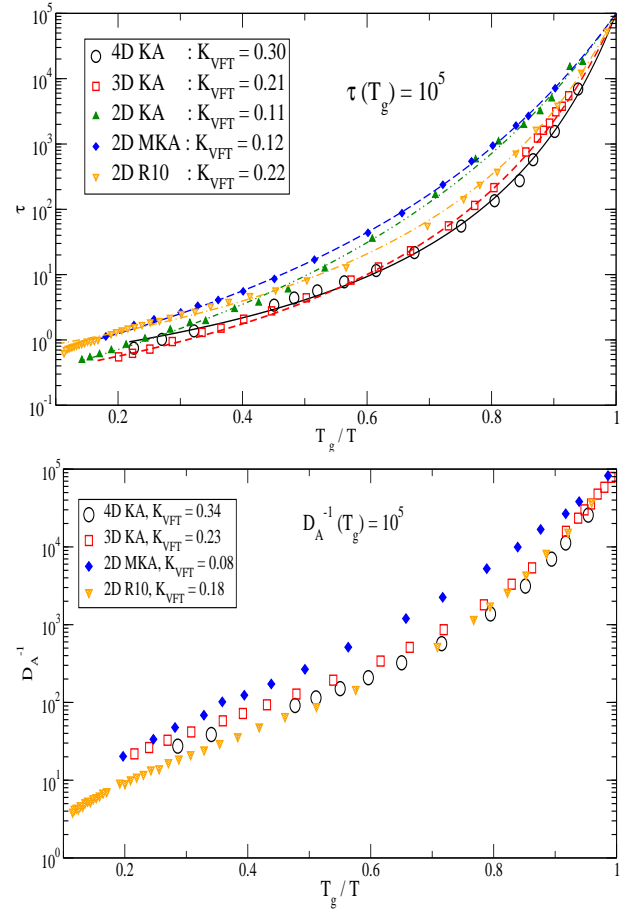 10^5
10^4
10^3
10^2
10^1
10^0
10^-1
τ
4D KA : K_VFT = 0.30
3D KA : K_VFT = 0.21
2D KA : K_VFT = 0.11
2D MKA : K_VFT = 0.12
2D R10 : K_VFT = 0.22
τ (T_g) = 10^5
0.2 0.4 0.6 0.8 1
T_g / T
10^5
10^4
10^3
10^2
10^1
10^0
D_A^-1
4D KA, K_VFT = 0.34
3D KA, K_VFT = 0.23
2D MKA, K_VFT = 0.08
2D R10, K_VFT = 0.18
D_A^-1 (T_g) = 10^5
0.2 0.4 0.6 0.8 1
T_g / T